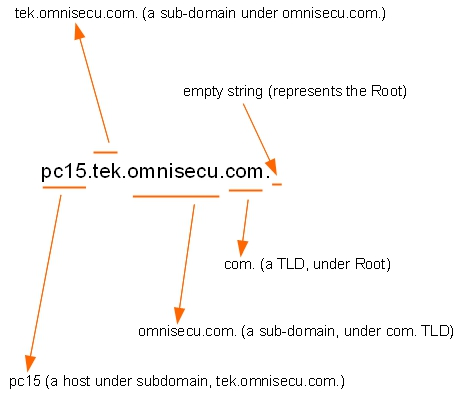 tek.omnisecu.com. (a sub-domain under omnisecu.com.)
empty string (represents the Root)
pc15.tek.omnisecu.com.
com. (a TLD, under Root)
omnisecu.com. (a sub-domain, under com. TLD)
pc15 (a host under subdomain, tek.omnisecu.com.)